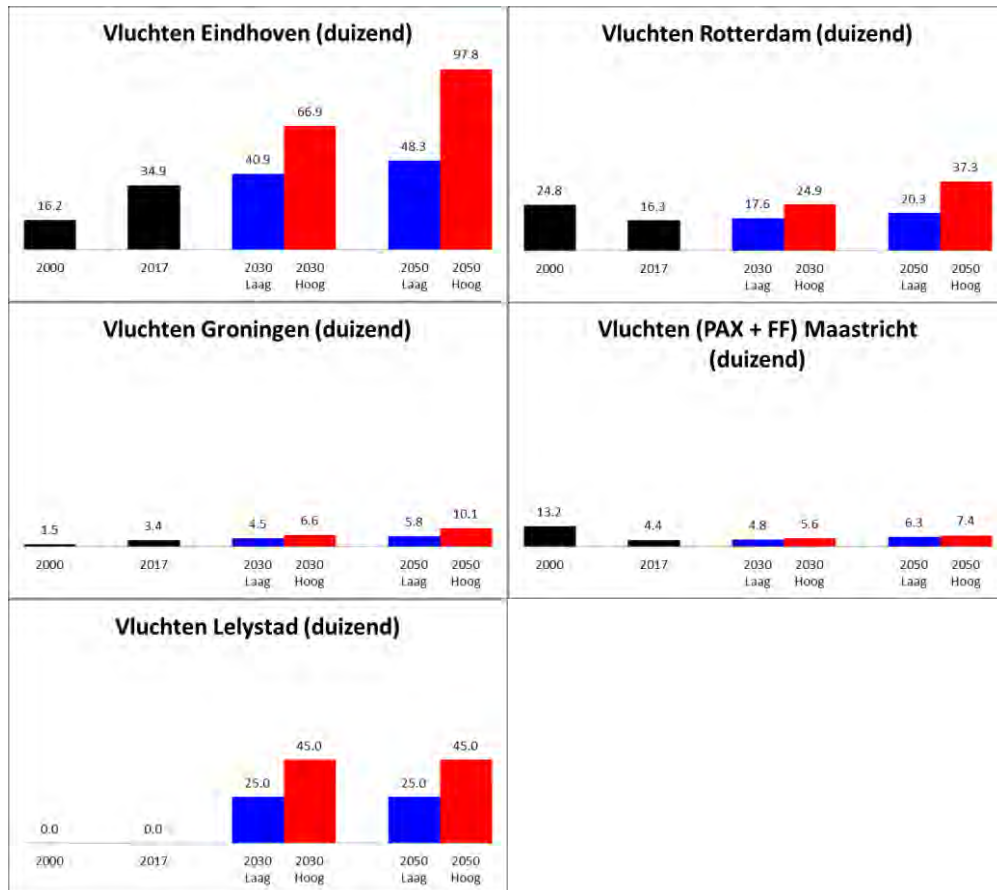 Vluchten Eindhoven (duizend)
97.8
66.9
48.3
40.9
34.9
16.2
2000 2017 2030 2030 2050 2050
Laag Hoog Laag Hoog
Vluchten Rotterdam (duizend)
37.3
24.8 24.9
20.3
17.6
16.3
2000 2017 2030 2030 2050 2050
Laag Hoog Laag Hoog
Vluchten Groningen (duizend)
10.1
6.6
5.8
4.5
3.4
1.5
2000 2017 2030 2030 2050 2050
Laag Hoog Laag Hoog
Vluchten (PAX + FF) Maastricht
(duizend)
13.2
7.4
6.3
5.6
4.8
4.4
2000 2017 2030 2030 2050 2050
Laag Hoog Laag Hoog
Vluchten Lelystad (duizend)
45.0 45.0
25.0 25.0
0.0 0.0
2000 2017 2030 2030 2050 2050
Laag Hoog Laag Hoog